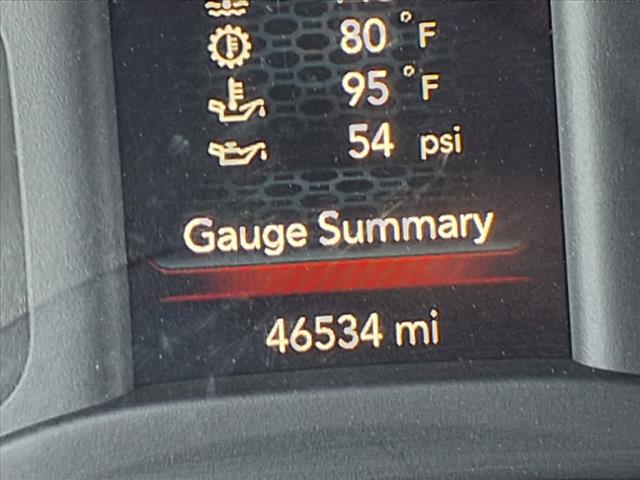 80 °F
95 °F
54 psi
Gauge Summary
46534 mi